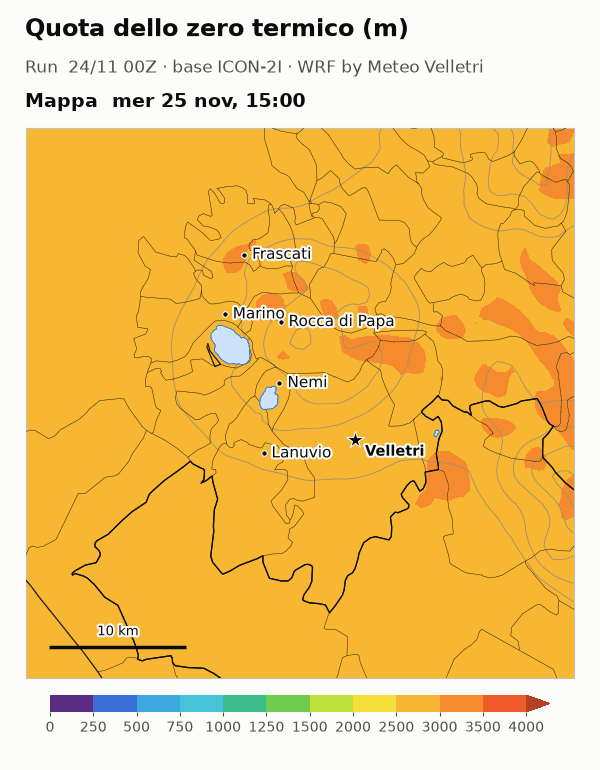 Quota dello zero termico (m)
Run  24/11 00Z · base ICON-2I · WRF by Meteo Velletri
Mappa  mer 25 nov, 15:00
Frascati
Marino
Rocca di Papa
Nemi
Velletri
Lanuvio
10 km
0 250 500 750 1000 1250 1500 2000 2500 3000 3500 4000